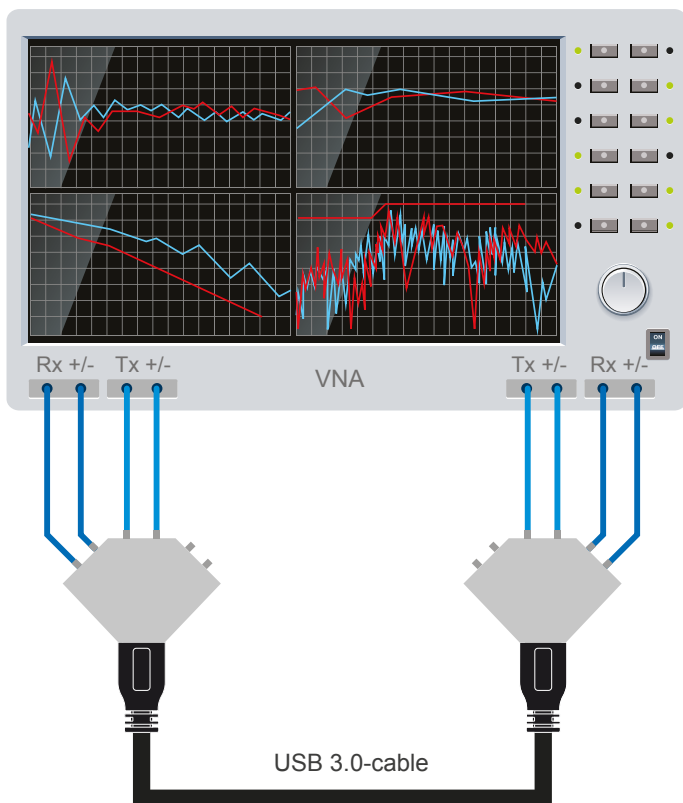 ON
OFF
Rx +/- Tx +/-
VNA
Tx +/- Rx +/-
USB 3.0-cable